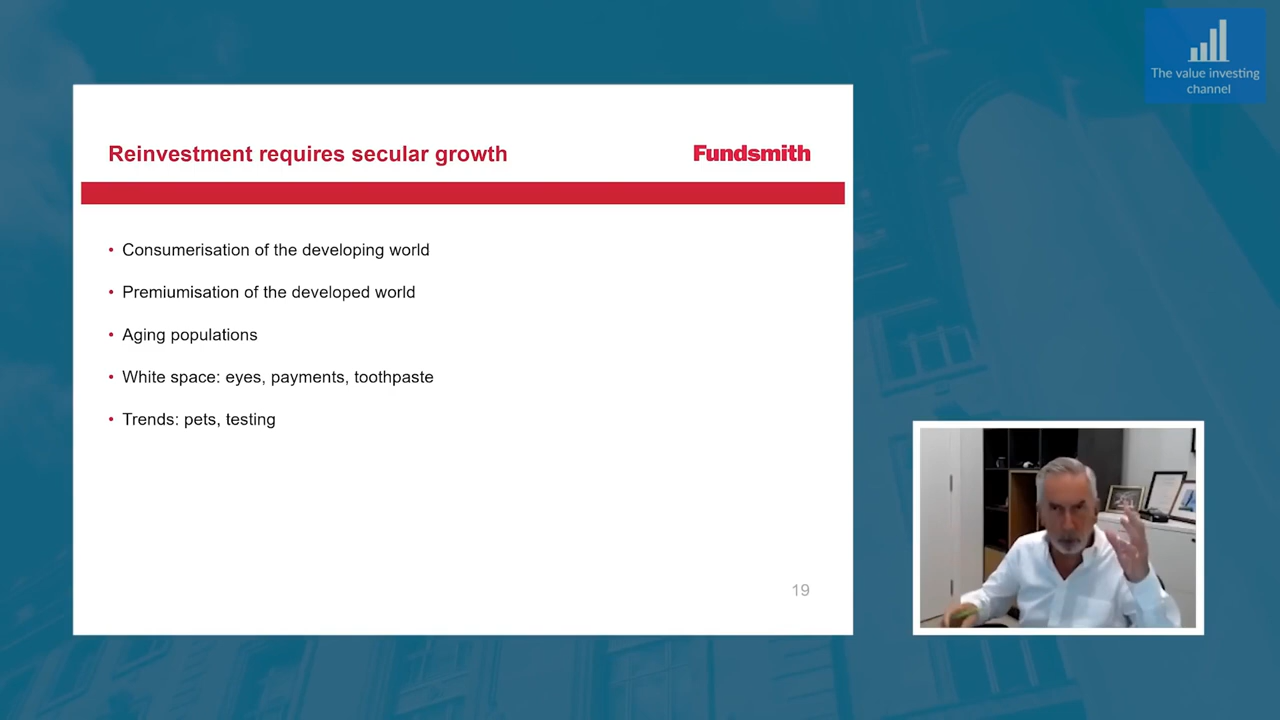 The value investing
channel
Reinvestment requires secular growth
Fundsmith
• Consumerisation of the developing world
• Premiumisation of the developed world
• Aging populations
• White space: eyes, payments, toothpaste
• Trends: pets, testing
19